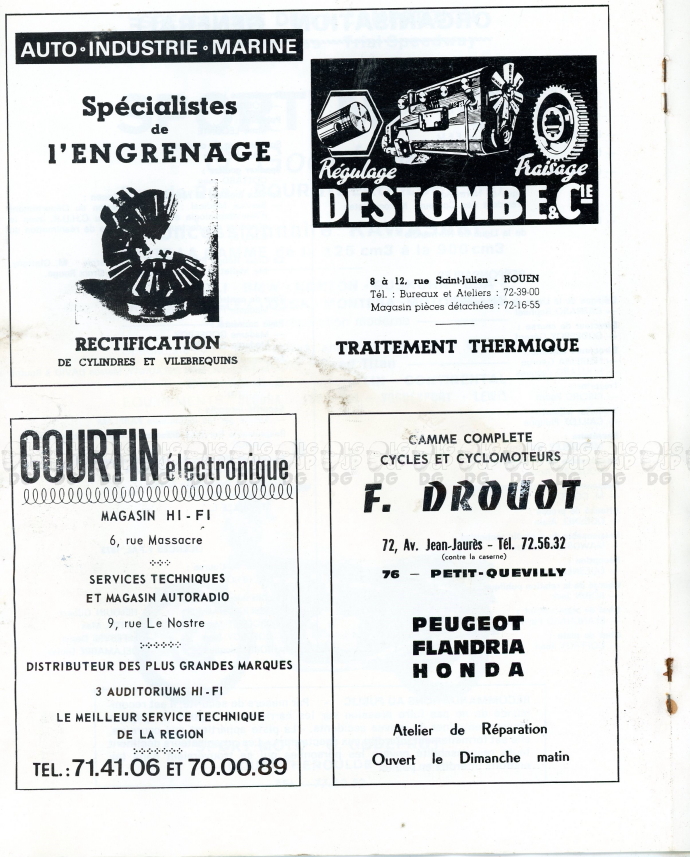 AUTO • INDUSTRIE • MARINE
Spécialistes
de
l'ENGRENAGE
RECTIFICATION
DE CYLINDRES ET VILEBREQUINS
Régulage
Fraisage
DESTOMBE & Cie
8 à 12, rue Saint-Julien - ROUEN
Tél. : Bureaux et Ateliers : 72-39-00
Magasin pièces détachées : 72-16-55
TRAITEMENT THERMIQUE
COURTIN électronique
MAGASIN HI-FI
6, rue Massacre
SERVICES TECHNIQUES
ET MAGASIN AUTORADIO
9, rue Le Nostre
DISTRIBUTEUR DES PLUS GRANDES MARQUES
3 AUDITORIUMS HI-FI
LE MEILLEUR SERVICE TECHNIQUE
DE LA REGION
TEL.: 71.41.06 ET 70.00.89
GAMME COMPLETE
CYCLES ET CYCLOMOTEURS
F. DROUOT
72, Av. Jean-Jaurès - Tél. 72.56.32
(contre la caserne)
76 - PETIT-QUEVILLY
PEUGEOT
FLANDRIA
HONDA
Atelier de Réparation
Ouvert le Dimanche matin